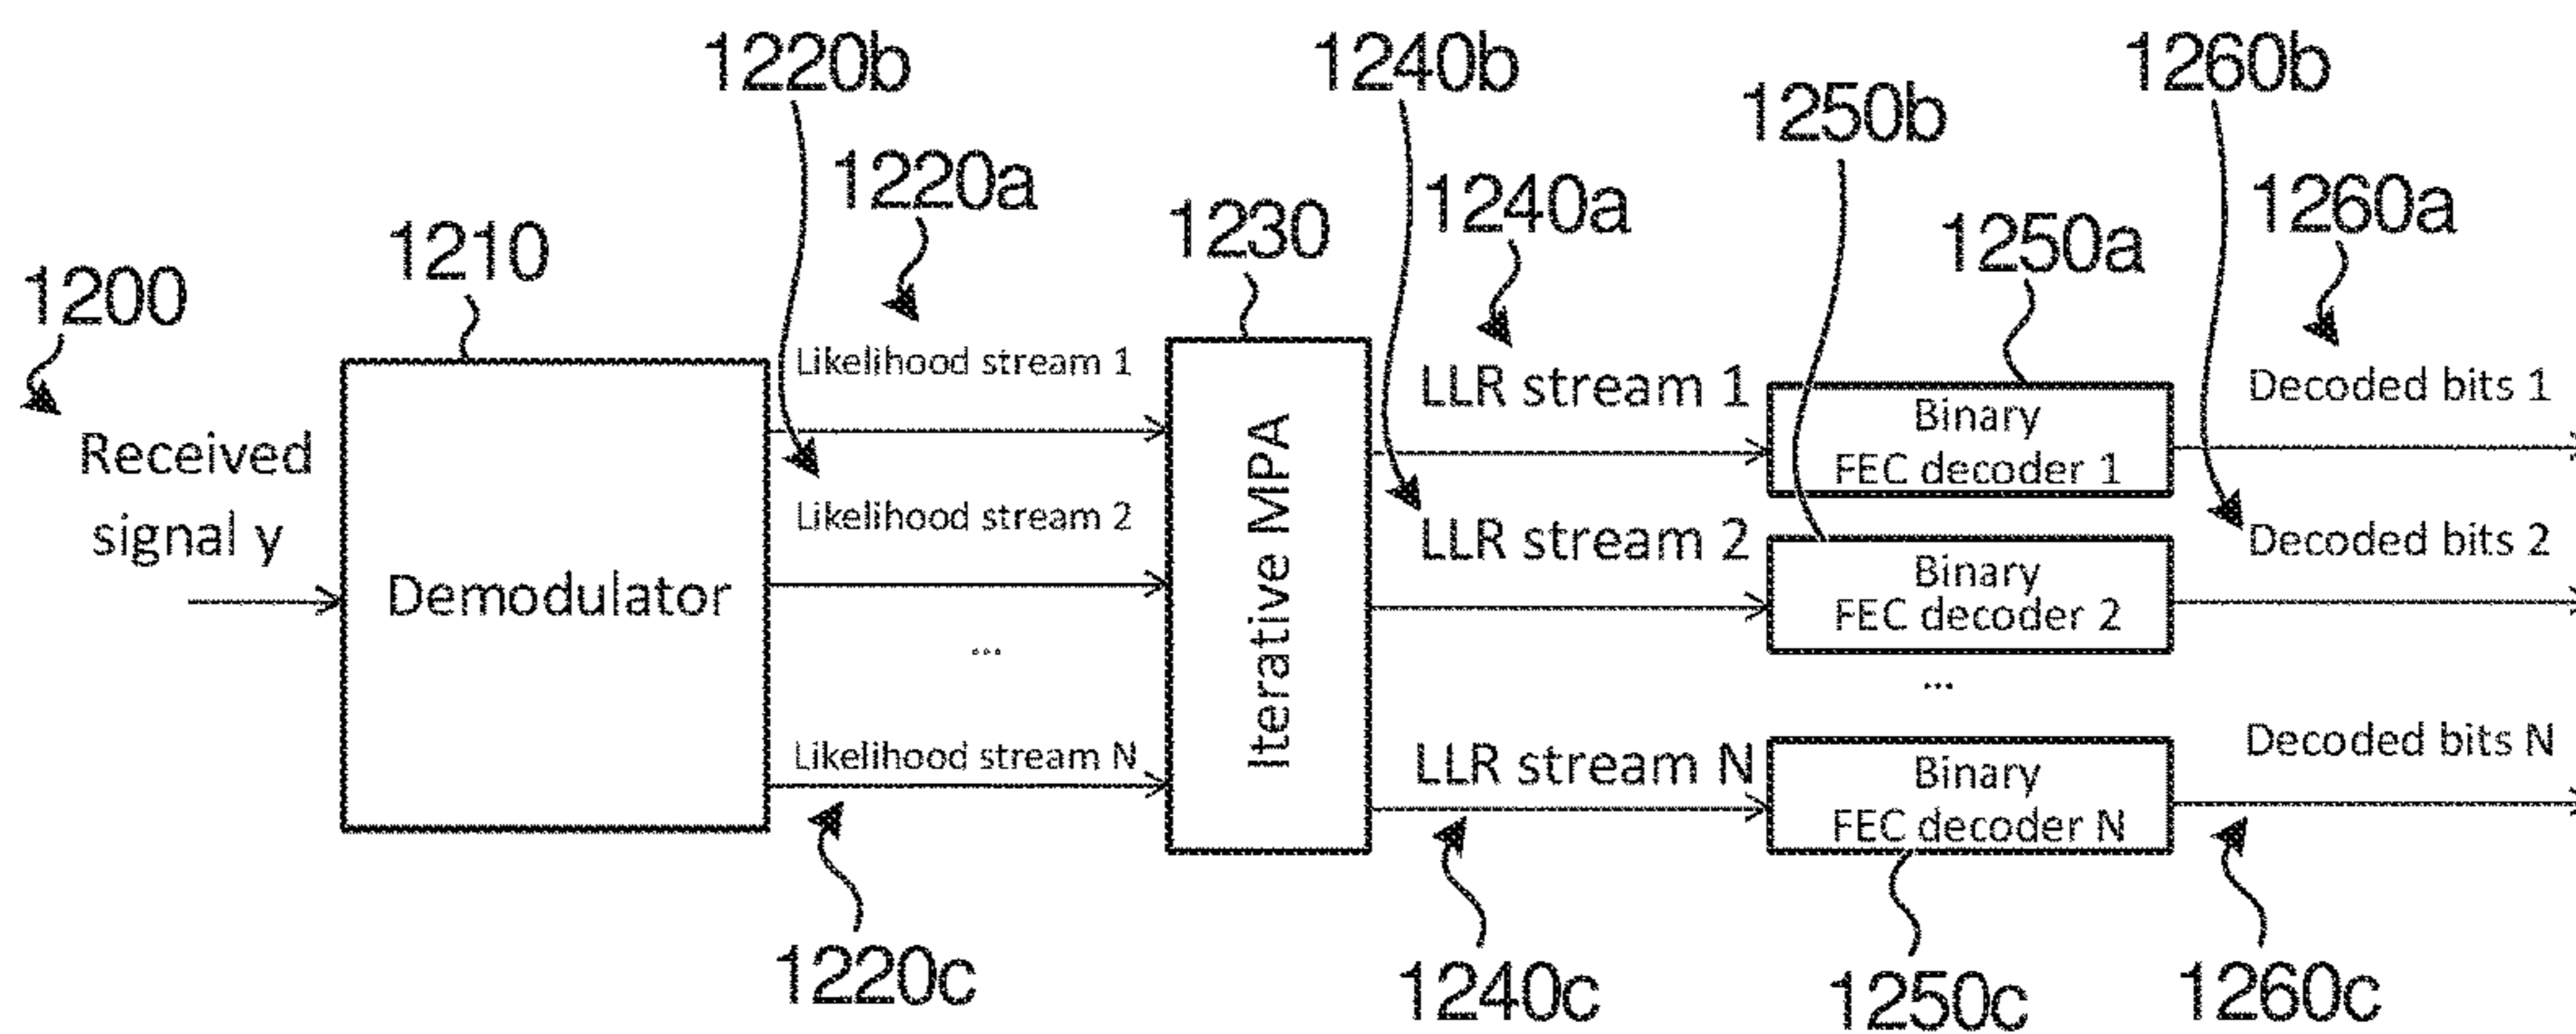 1220b
1240b
1260b
1250b
1220a
1240a
1260a
1230
1250a
1210
1200
Likelihood stream 1
LLR stream 1
Binary
FEC decoder 1
Decoded bits 1
Received
signal y
Demodulator
Likelihood stream 2
Iterative MPA
LLR stream 2
Binary
FEC decoder 2
Decoded bits 2
...
...
Likelihood stream N
LLR stream N
Binary
FEC decoder N
Decoded bits N
1220c
1240c
1250c
1260c